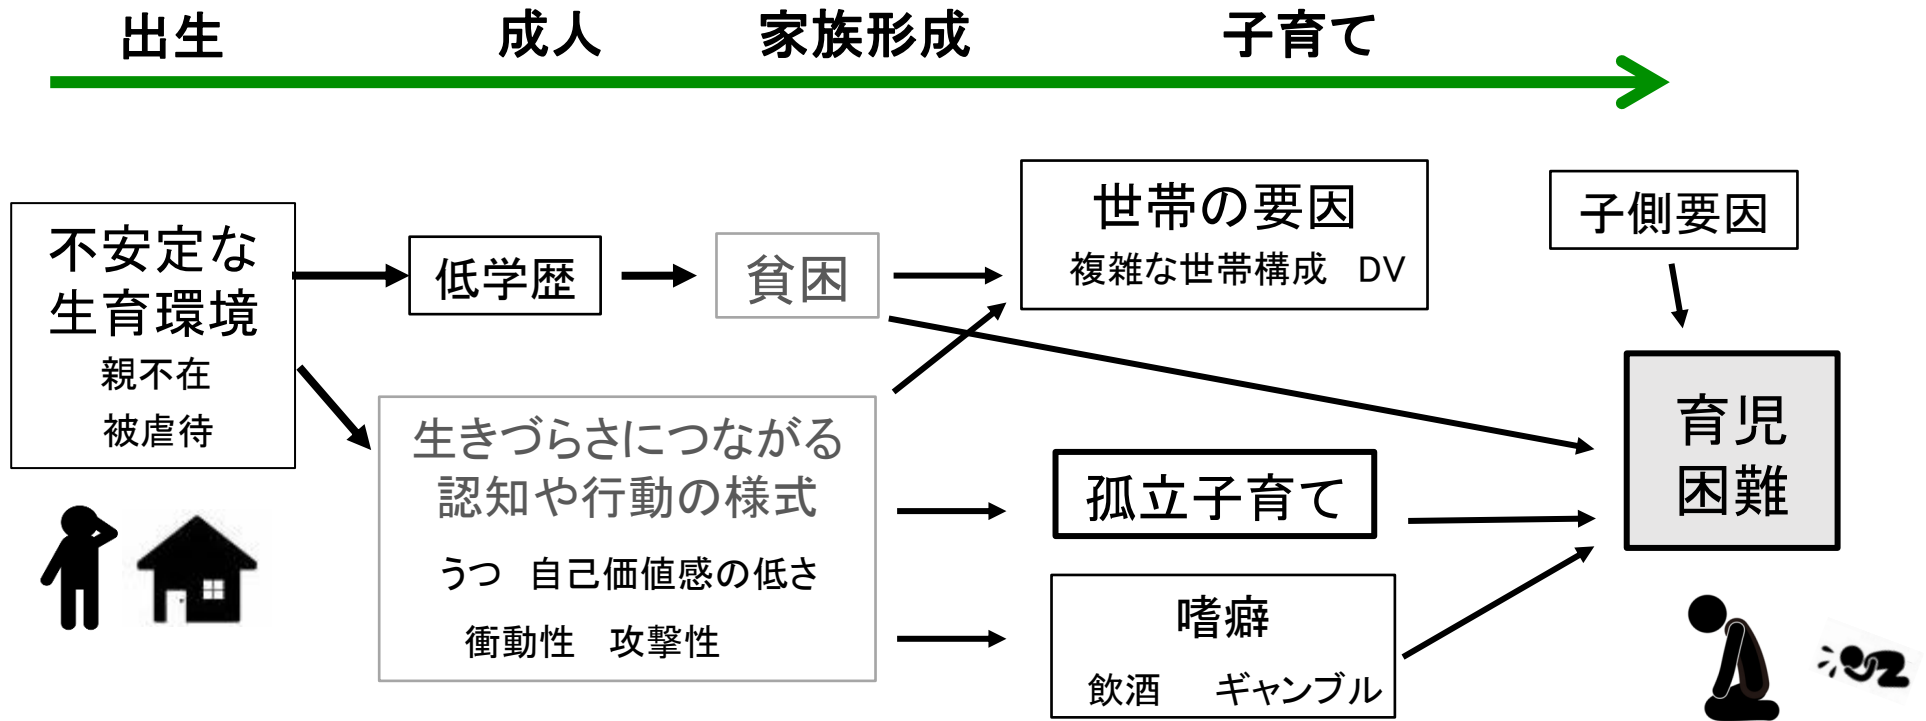 出生　成人　家族形成　子育て
不安定な
生育環境
親不在
被虐待
低学歴
貧困
世帯の要因
複雑な世帯構成　DV
子側要因
生きづらさにつながる
認知や行動の様式
うつ　自己価値感の低さ
衝動性　攻撃性
孤立子育て
嗜癖
飲酒　ギャンブル
育児
困難